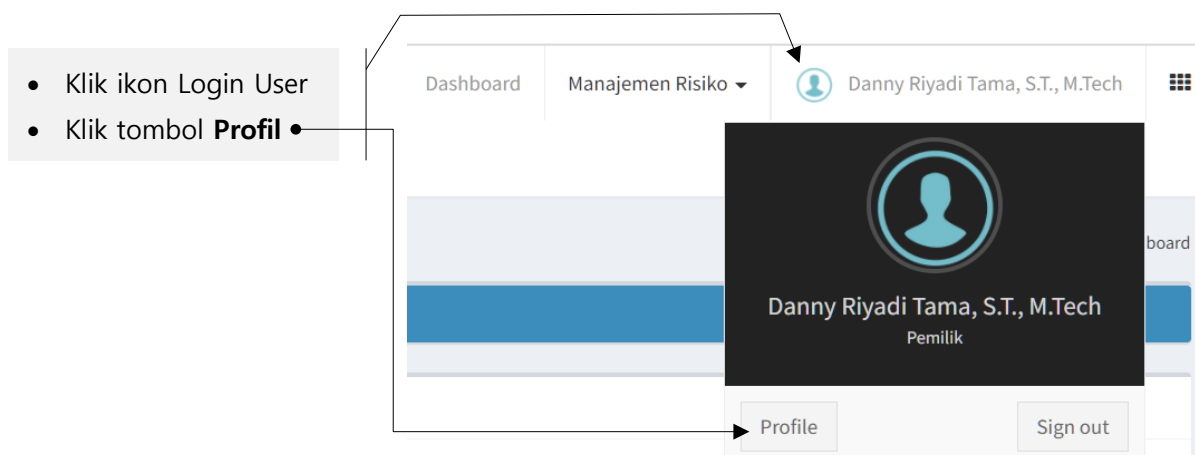 • Klik ikon Login User
• Klik tombol Profil
Dashboard
Manajemen Risiko
Danny Riyadi Tama, S.T., M.Tech
board
Danny Riyadi Tama, S.T., M.Tech
Pemilik
Profile
Sign out